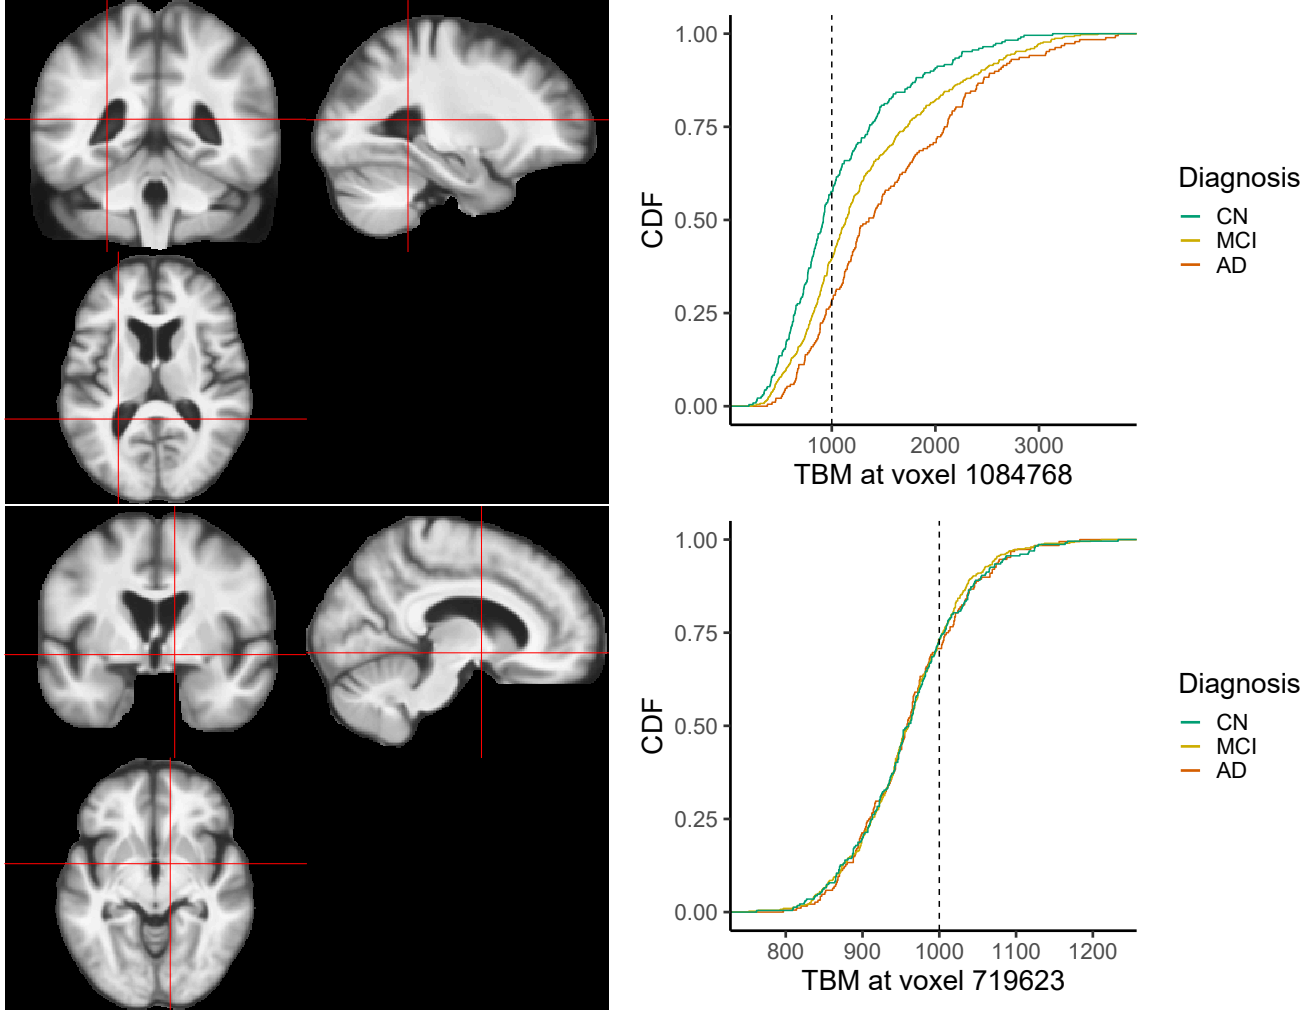 1.00
0.75
0.50
0.25
0.00
CDF
1000 2000 3000
TBM at voxel 1084768
Diagnosis
CN
MCI
AD
1.00
0.75
0.50
0.25
0.00
CDF
800 900 1000 1100 1200
TBM at voxel 719623
Diagnosis
CN
MCI
AD